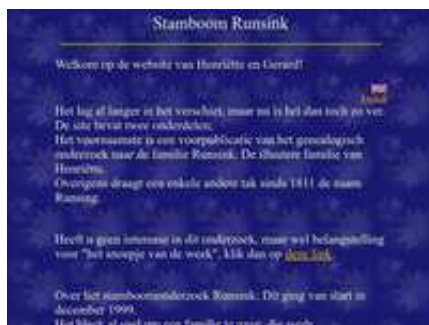 Stamboom Runsink
Welkom op de website van Henriëtte en Gerard!
Het lag al langer in het verschiet, maar nu is het dan toch zo ver.
De site bevat twee onderdelen;
Het voornaamste is een voorpublicatie van het genealogisch
onderzoek naar de familie Runsink. De illustere familie van
Henriëtte.
Overigens draagt een enkele andere tak sinds 1811 de naam
Runsing.
Heeft u geen interesse in dit onderzoek, maar wel belangstelling
voor "het snoepje van de week", klik dan op deze link
Over het stamboomonderzoek Runsink. Dit ging van start in
december 1999.